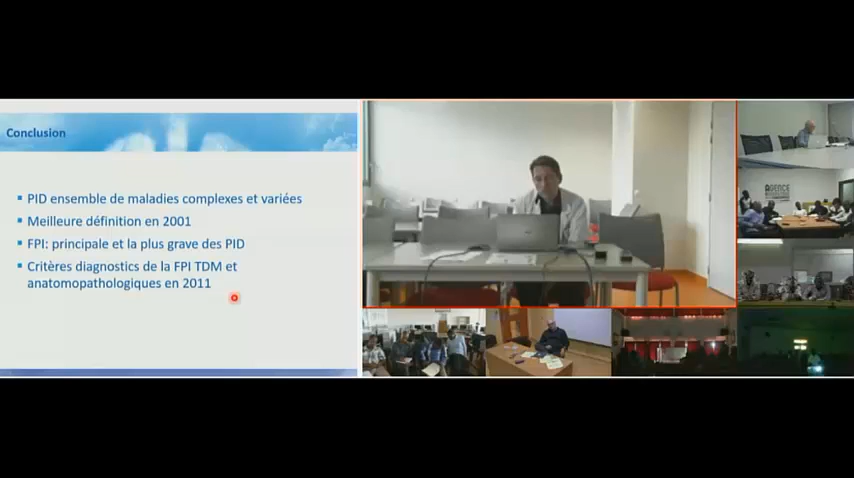 Conclusion
▪ PID ensemble de maladies complexes et variées
▪ Meilleure définition en 2001
▪ FPI: principale et la plus grave des PID
▪ Critères diagnostics de la FPI TDM et
anatomopathologiques en 2011
AGENCE